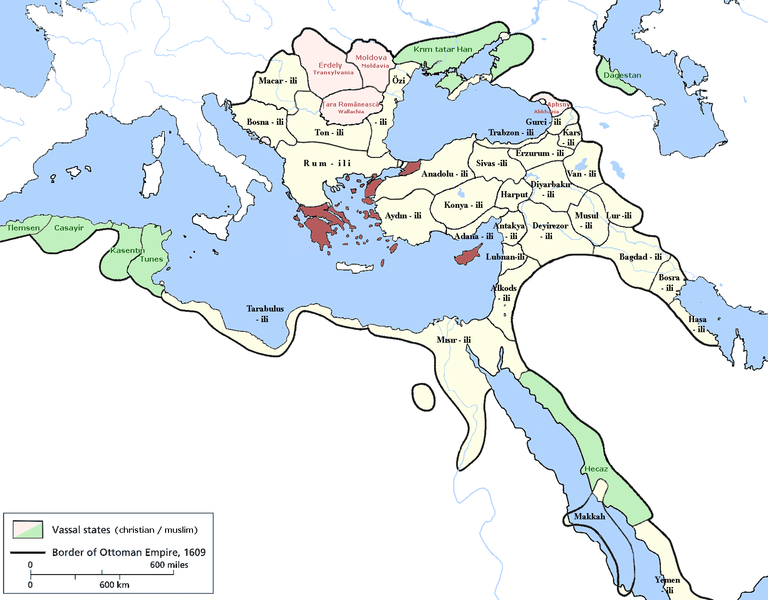 Krım tatar Han
Erdely
Transylvania
Moldova
Moldavia
Özi
Dagestan
Macar - ili
Țara Românească
Wallachia
Bosna - ili
Ton - ili
- ili
Aphsny
Abkhazia
Gurci - ili
Trabzon - ili
Kars
- ili
Rum - ili
Erzurum - ili
Anadolu - ili
Sivas - ili
Van - ili
Diyarbakır
- ili
Harput
Konya - ili
Aydın - ili
Musul
- ili
Lur - ili
Tlemsen
Casayir
Adana - ili
Antakya
- ili
Deyirezor
- ili
Kasentin
Tunes
Lubnan-ili
Bagdad - ili
Bosra
- ili
Alkods
- ili
Tarabulus
- ili
Hasa
- ili
Mısır - ili
Hecaz
Makkah
Yemen
- ili
Vassal states (christian / muslim)
Border of Ottoman Empire, 1609
0 600 miles
0 600 km